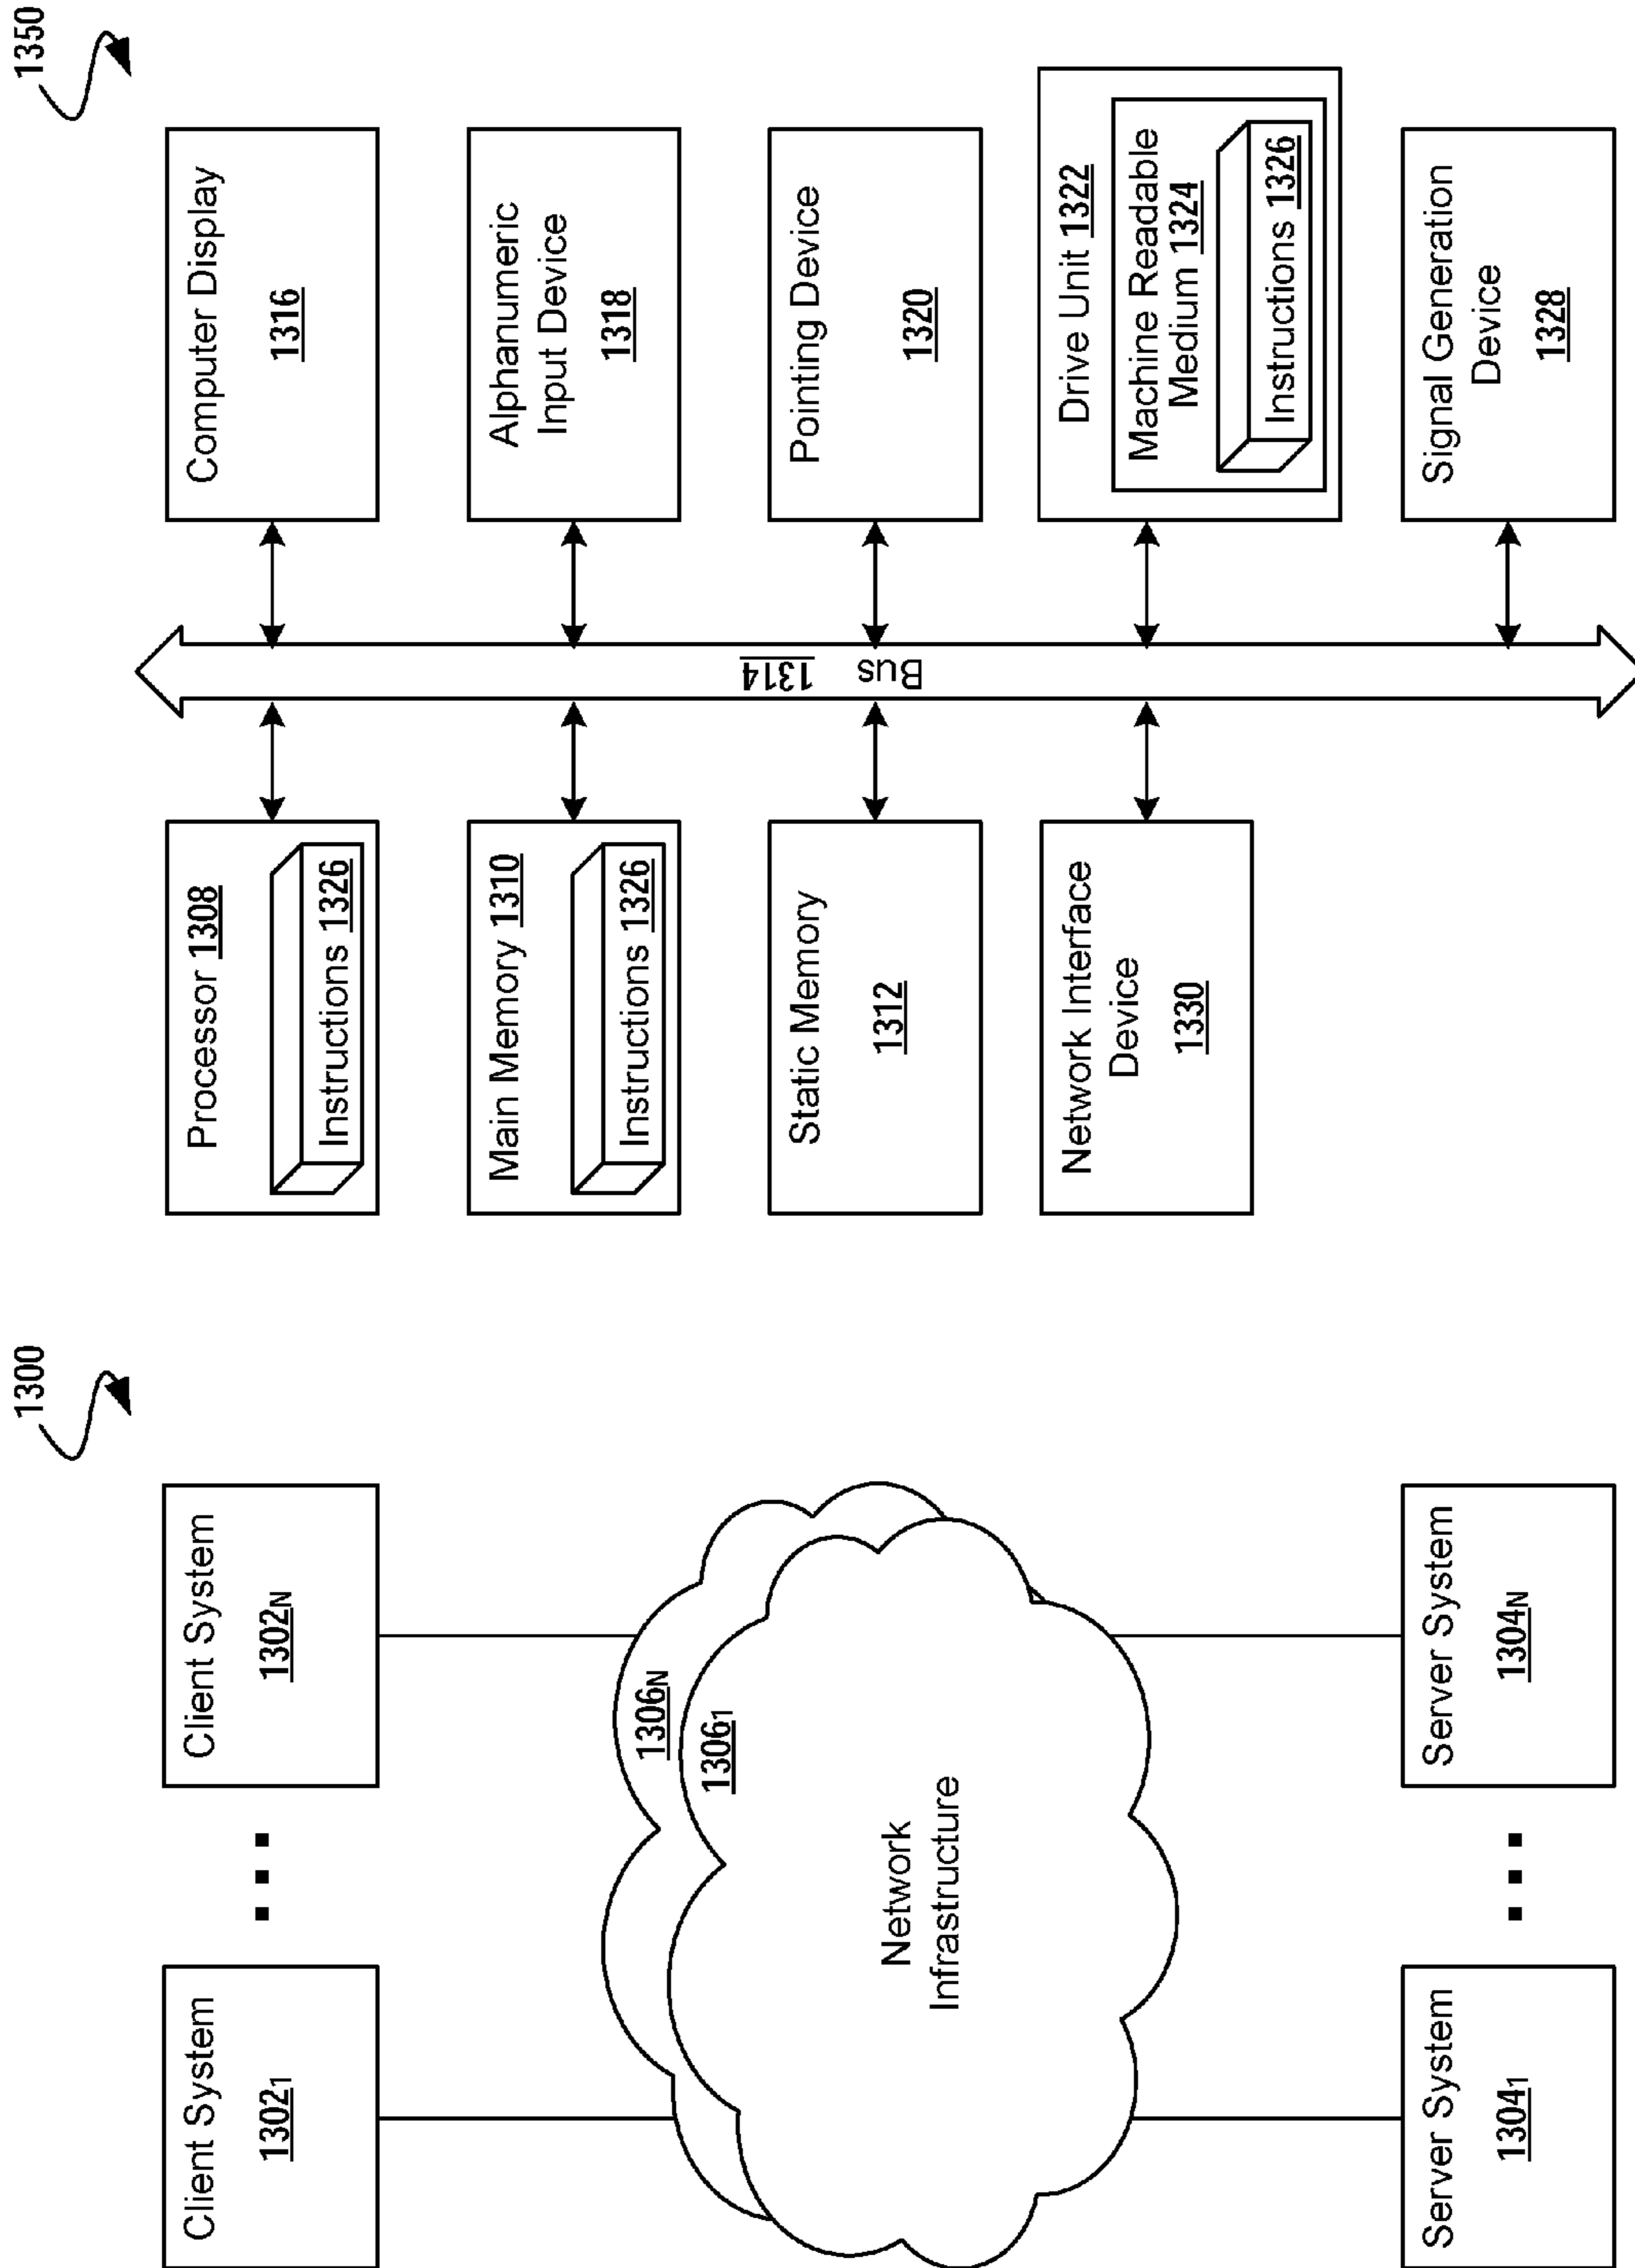 1300
Client System
1302₁
Client System
1302N
1306N
1306₁
Network
Infrastructure
Server System
1304₁
Server System
1304N
1350
Processor 1308
Instructions 1326
Main Memory 1310
Instructions 1326
Static Memory
1312
Network Interface
Device
1330
Bus 1314
Computer Display
1316
Alphanumeric
Input Device
1318
Pointing Device
1320
Drive Unit 1322
Machine Readable
Medium 1324
Instructions 1326
Signal Generation
Device
1328